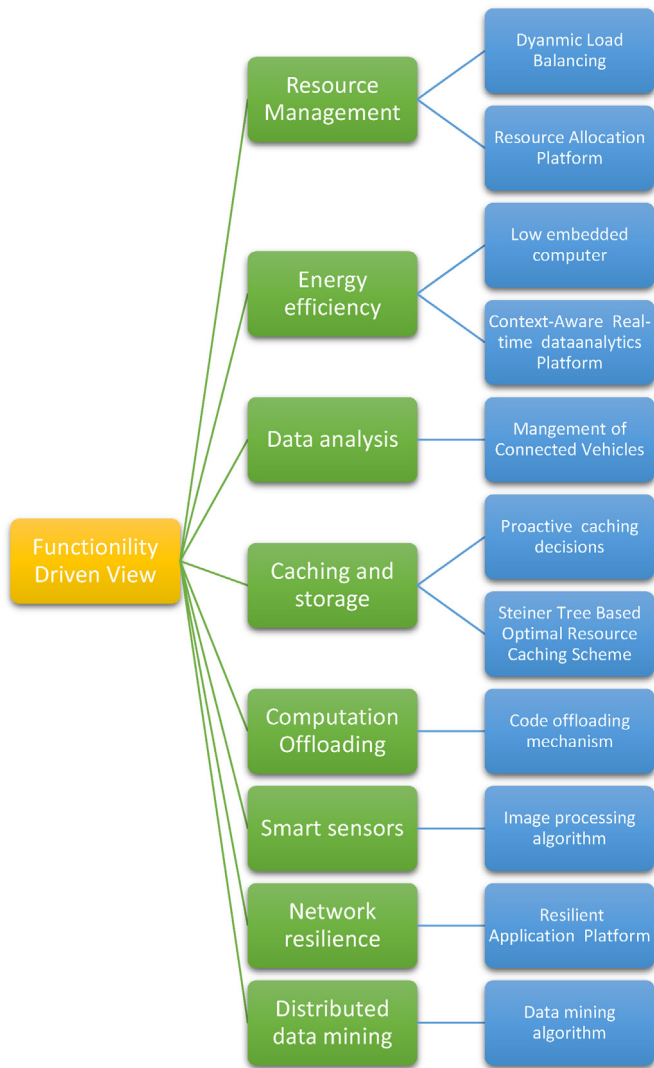 Functionility
Driven View
Resource
Management
Dyanmic Load
Balancing
Resource Allocation
Platform
Energy
efficiency
Low embedded
computer
Context-Aware Real-
time dataanalytics
Platform
Data analysis
Mangement of
Connected Vehicles
Caching and
storage
Proactive caching
decisions
Steiner Tree Based
Optimal Resource
Caching Scheme
Computation
Offloading
Code offloading
mechanism
Smart sensors
Image processing
algorithm
Network
resilience
Resilient
Application Platform
Distributed
data mining
Data mining
algorithm